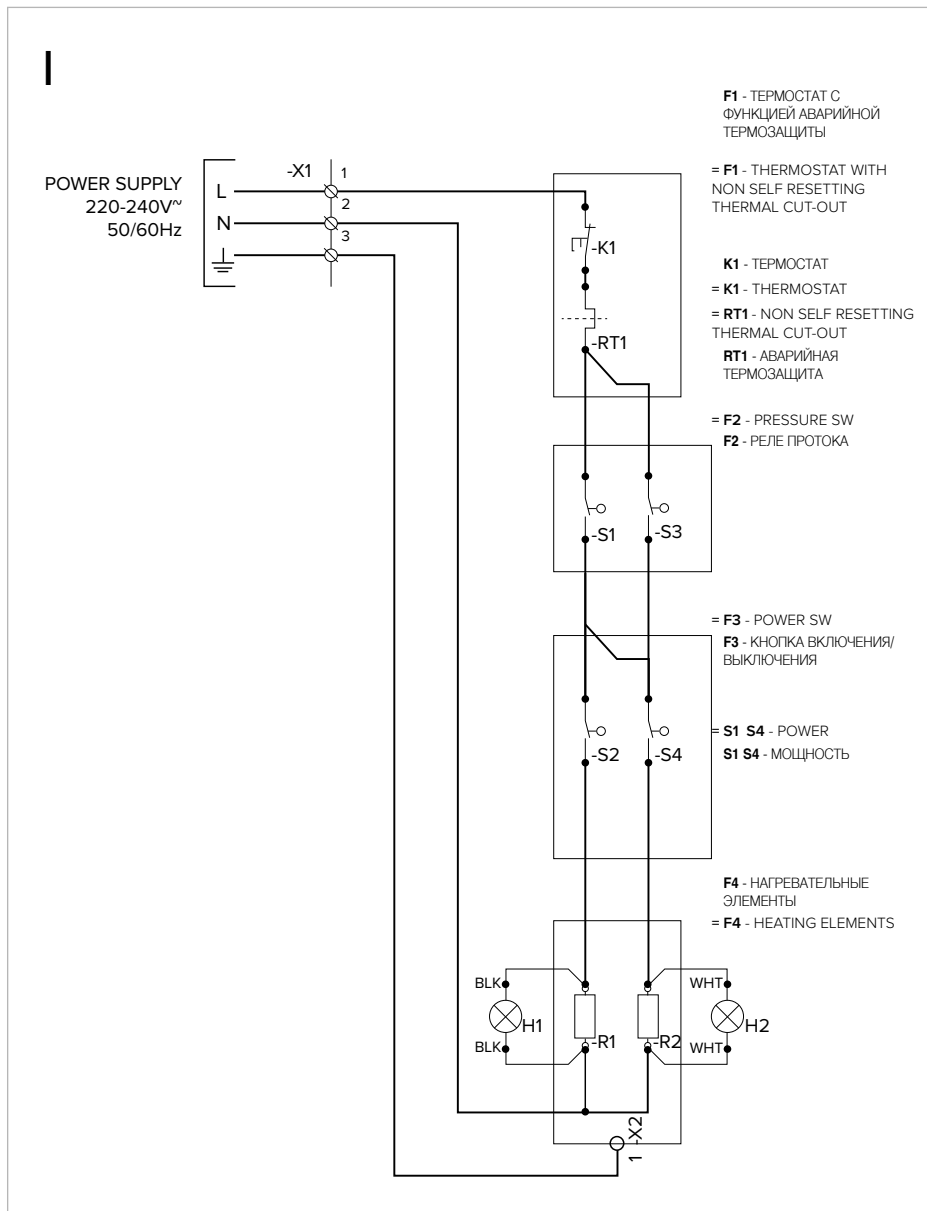 I
F1 - ТЕРМОСТАТ С
ФУНКЦИЕЙ АВАРИЙНОЙ
ТЕРМОЗАЩИТЫ
= F1 - THERMOSTAT WITH
NON SELF RESETTING
THERMAL CUT-OUT
POWER SUPPLY
220-240V~
50/60Hz
L
N
-X1
1
2
3
-K1
-RT1
K1 - ТЕРМОСТАТ
= K1 - THERMOSTAT
= RT1 - NON SELF RESETTING
THERMAL CUT-OUT
RT1 - АВАРИЙНАЯ
ТЕРМОЗАЩИТА
= F2 - PRESSURE SW
F2 - РЕЛЕ ПРОТОКА
-S1
-S3
= F3 - POWER SW
F3 - КНОПКА ВКЛЮЧЕНИЯ/
ВЫКЛЮЧЕНИЯ
= S1 S4 - POWER
S1 S4 - МОЩНОСТЬ
-S2
-S4
F4 - НАГРЕВАТЕЛЬНЫЕ
ЭЛЕМЕНТЫ
= F4 - HEATING ELEMENTS
BLK
WHT
H1
-R1
-R2
H2
BLK
WHT
1 -X2